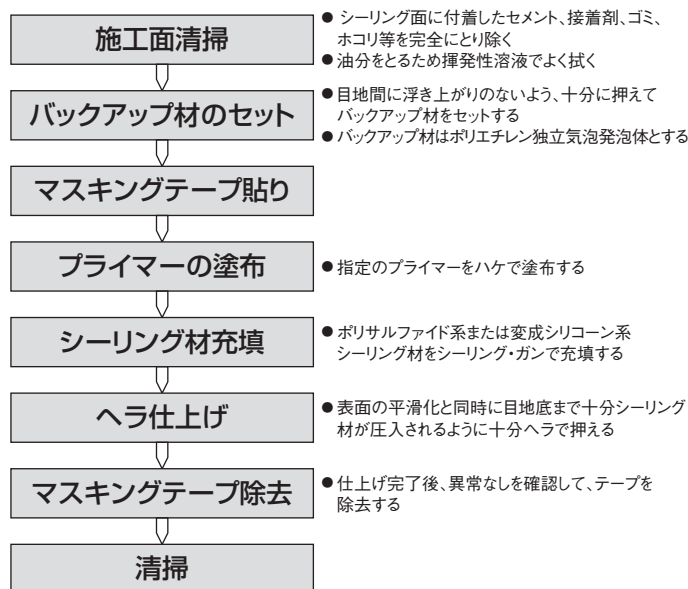 施工面清掃
● シーリング面に付着したセメント、接着剤、ゴミ、
ホコリ等を完全にとり除く
● 油分をとるため揮発性溶液でよく拭く
バックアップ材のセット
● 目地間に浮き上がりのないよう、十分に押えて
バックアップ材をセットする
● バックアップ材はポリエチレン独立気泡発泡体とする
マスキングテープ貼り
プライマーの塗布
● 指定のプライマーをハケで塗布する
シーリング材充填
● ポリサルファイド系または変成シリコーン系
シーリング材をシーリング・ガンで充填する
ヘラ仕上げ
● 表面の平滑化と同時に目地底まで十分シーリング
材が圧入されるように十分ヘラで押える
マスキングテープ除去
● 仕上げ完了後、異常なしを確認して、テープを
除去する
清掃